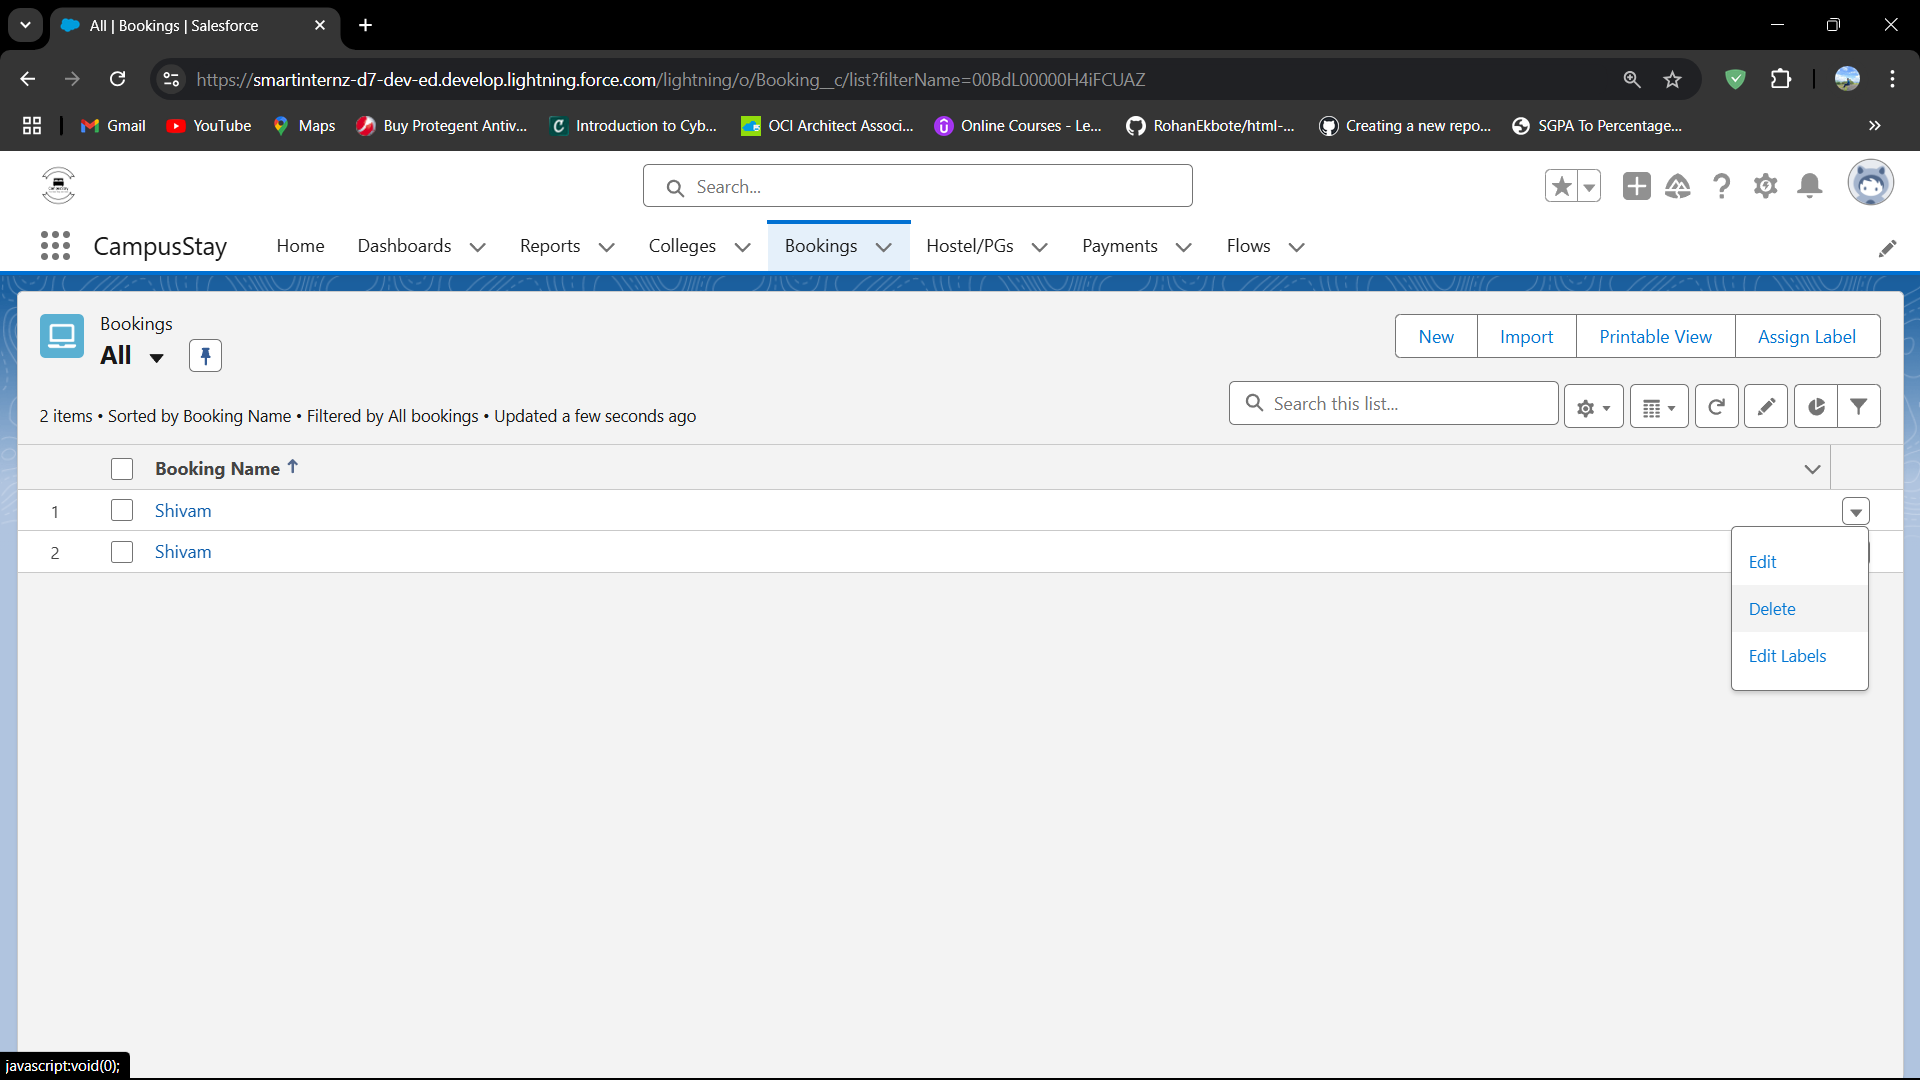 All | Bookings | Salesforce
https://smartinternz-d7-dev-ed.develop.lightning.force.com/lightning/o/Booking__c/list?filterName=00BdL00000H4iFCUAZ
Gmail YouTube Maps Buy Protegent Antiv... Introduction to Cyb... OCI Architect Associ... Online Courses - Le... RohanEkbote/html-... Creating a new repo... SGPA To Percentage...
Search...
CampusStay Home Dashboards Reports Colleges Bookings Hostel/PGs Payments Flows
Bookings
All
New Import Printable View Assign Label
2 items • Sorted by Booking Name • Filtered by All bookings • Updated a few seconds ago
Search this list...
Booking Name
1 Shivam
2 Shivam
Edit
Delete
Edit Labels
javascript:void(0);